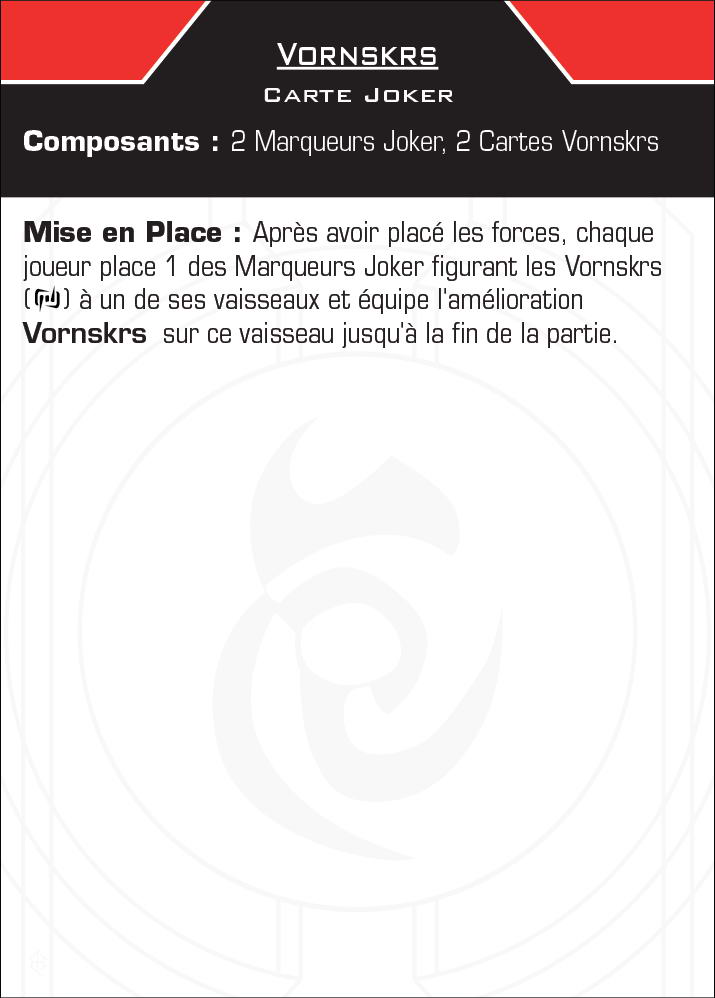 Vornskrs
Carte Joker
Composants : 2 Marqueurs Joker, 2 Cartes Vornskrs
Mise en Place : Après avoir placé les forces, chaque
joueur place 1 des Marqueurs Joker figurant les Vornskrs
( ) à un de ses vaisseaux et équipe l'amélioration
Vornskrs sur ce vaisseau jusqu'à la fin de la partie.